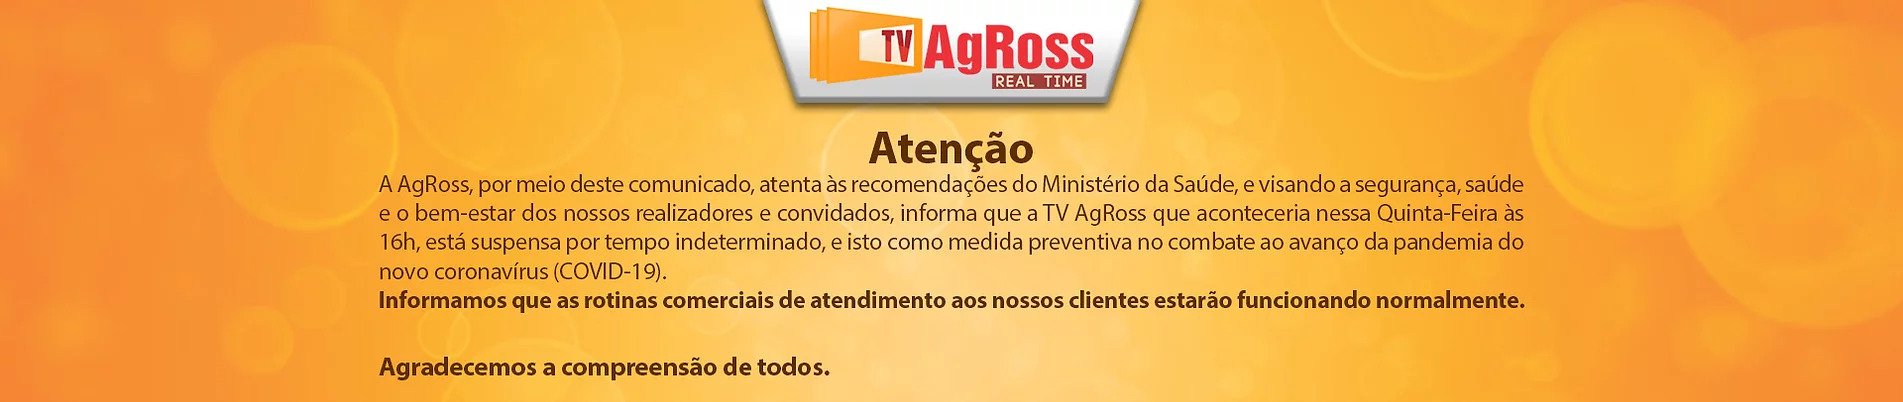 TV AgRoss
REAL TIME
Atenção
A AgRoss, por meio deste comunicado, atenta às recomendações do Ministério da Saúde, e visando a segurança, saúde
e o bem-estar dos nossos realizadores e convidados, informa que a TV AgRoss que aconteceria nessa Quinta-Feira às
16h, está suspensa por tempo indeterminado, e isto como medida preventiva no combate ao avanço da pandemia do
novo coronavírus (COVID-19).
Informamos que as rotinas comerciais de atendimento aos nossos clientes estarão funcionando normalmente.
Agradecemos a compreensão de todos.